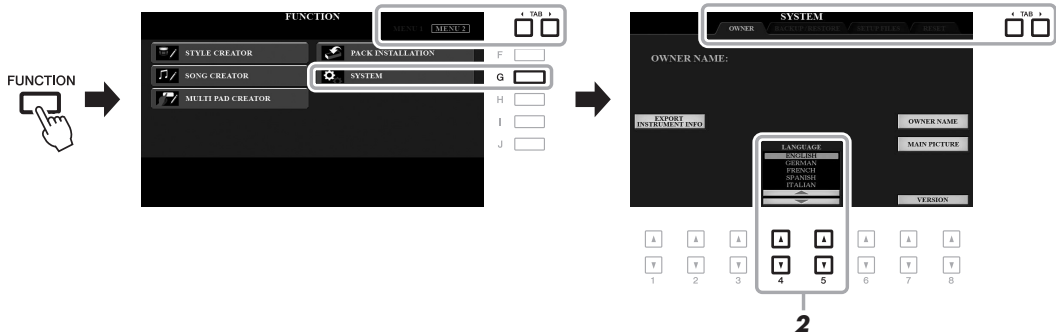 FUNCTION
FUNCTION
MENU 1 MENU 2
TAB
STYLE CREATOR
PACK INSTALLATION
SONG CREATOR
SYSTEM
MULTI PAD CREATOR
F
G
H
I
J
SYSTEM
OWNER BACKUP/RESTORE SETUP FILES RESET
TAB
OWNER NAME:
EXPORT
INSTRUMENT INFO
OWNER NAME
MAIN PICTURE
LANGUAGE
ENGLISH
GERMAN
FRENCH
SPANISH
ITALIAN
VERSION
1 2 3 4 5 6 7 8
2